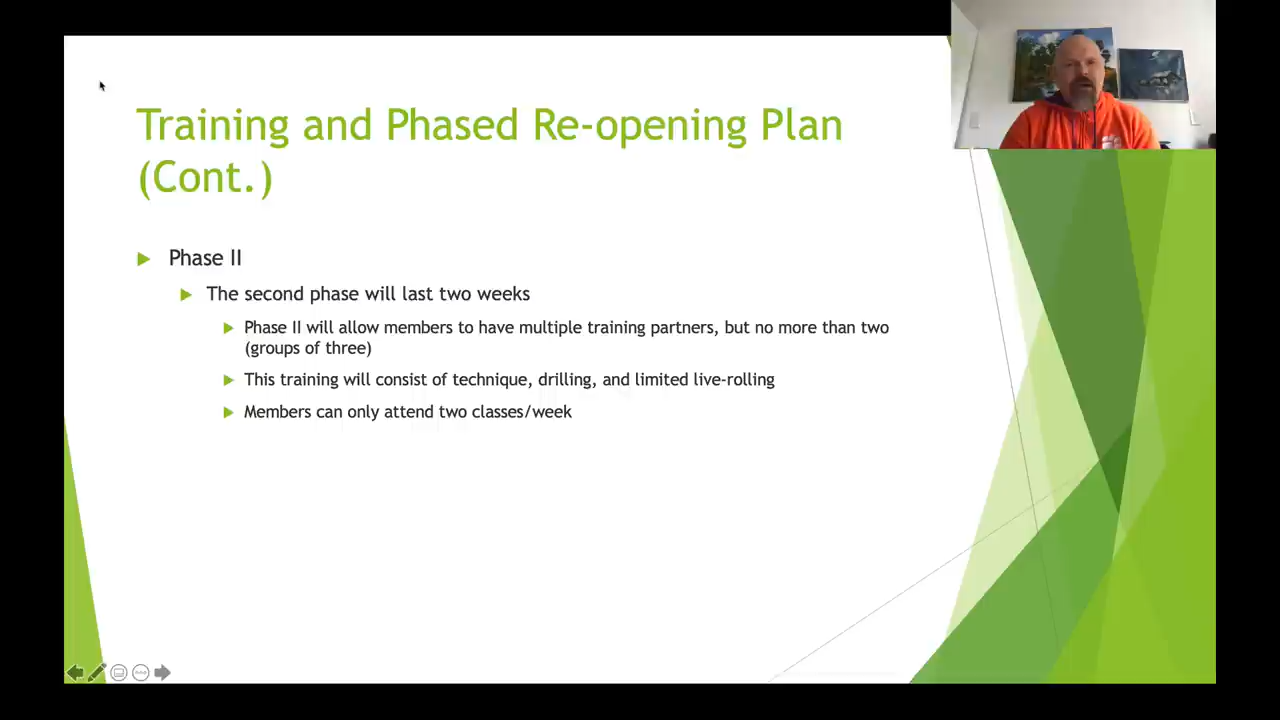 Training and Phased Re-opening Plan
(Cont.)
Phase II
The second phase will last two weeks
Phase II will allow members to have multiple training partners, but no more than two
(groups of three)
This training will consist of technique, drilling, and limited live-rolling
Members can only attend two classes/week